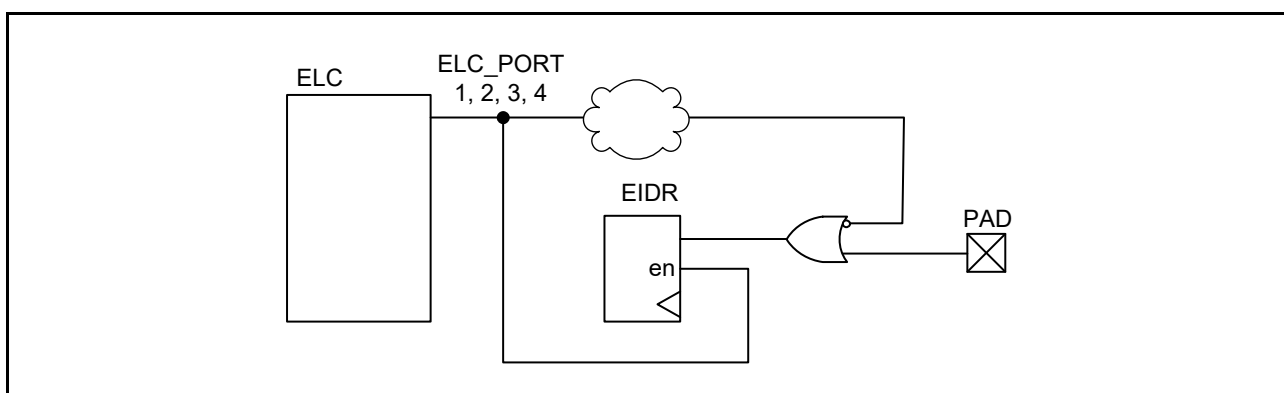 ELC
ELC_PORT
1, 2, 3, 4
EIDR
PAD
en